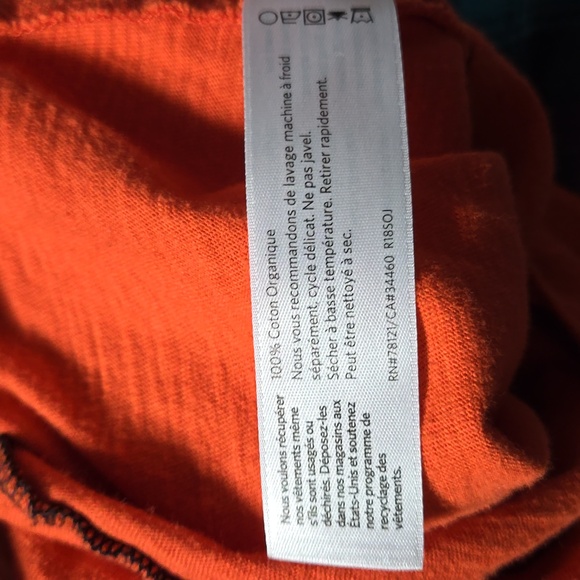 100% Coton Organique
Nous vous recommandons de lavage machine à froid
séparément, cycle délicat. Ne pas javel.
Sécher à basse température. Retirer rapidement.
Peut être nettoyé à sec.
RN#78121/CA#34460 R18SOJ
Nous voulons récupérer
nos vêtements même
s'ils sont usagés ou
déchirés. Déposez-les
dans nos magasins aux
États-Unis et soutenez
notre programme de
recyclage des
vêtements.